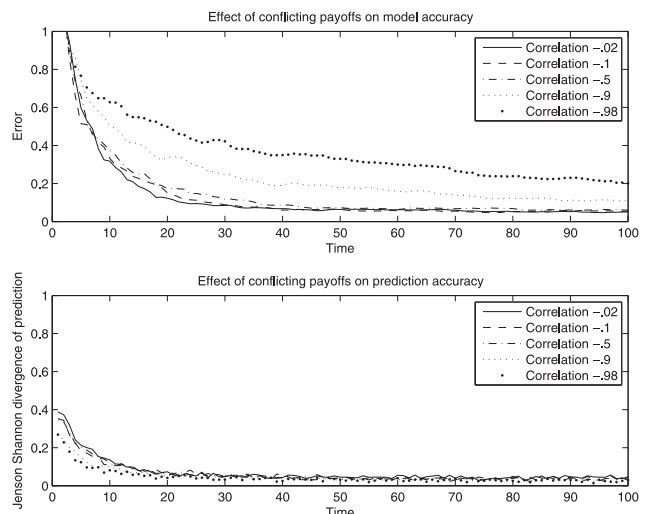 Effect of conflicting payoffs on model accuracy
1
0.8
0.6
0.4
0.2
0
Error
Correlation –.02
Correlation –.1
Correlation –.5
Correlation –.9
Correlation –.98
0 10 20 30 40 50 60 70 80 90 100
Time
Effect of conflicting payoffs on prediction accuracy
1
0.8
0.6
0.4
0.2
0
Jenson Shannon divergence of prediction
Correlation –.02
Correlation –.1
Correlation –.5
Correlation –.9
Correlation –.98
0 10 20 30 40 50 60 70 80 90 100
Time